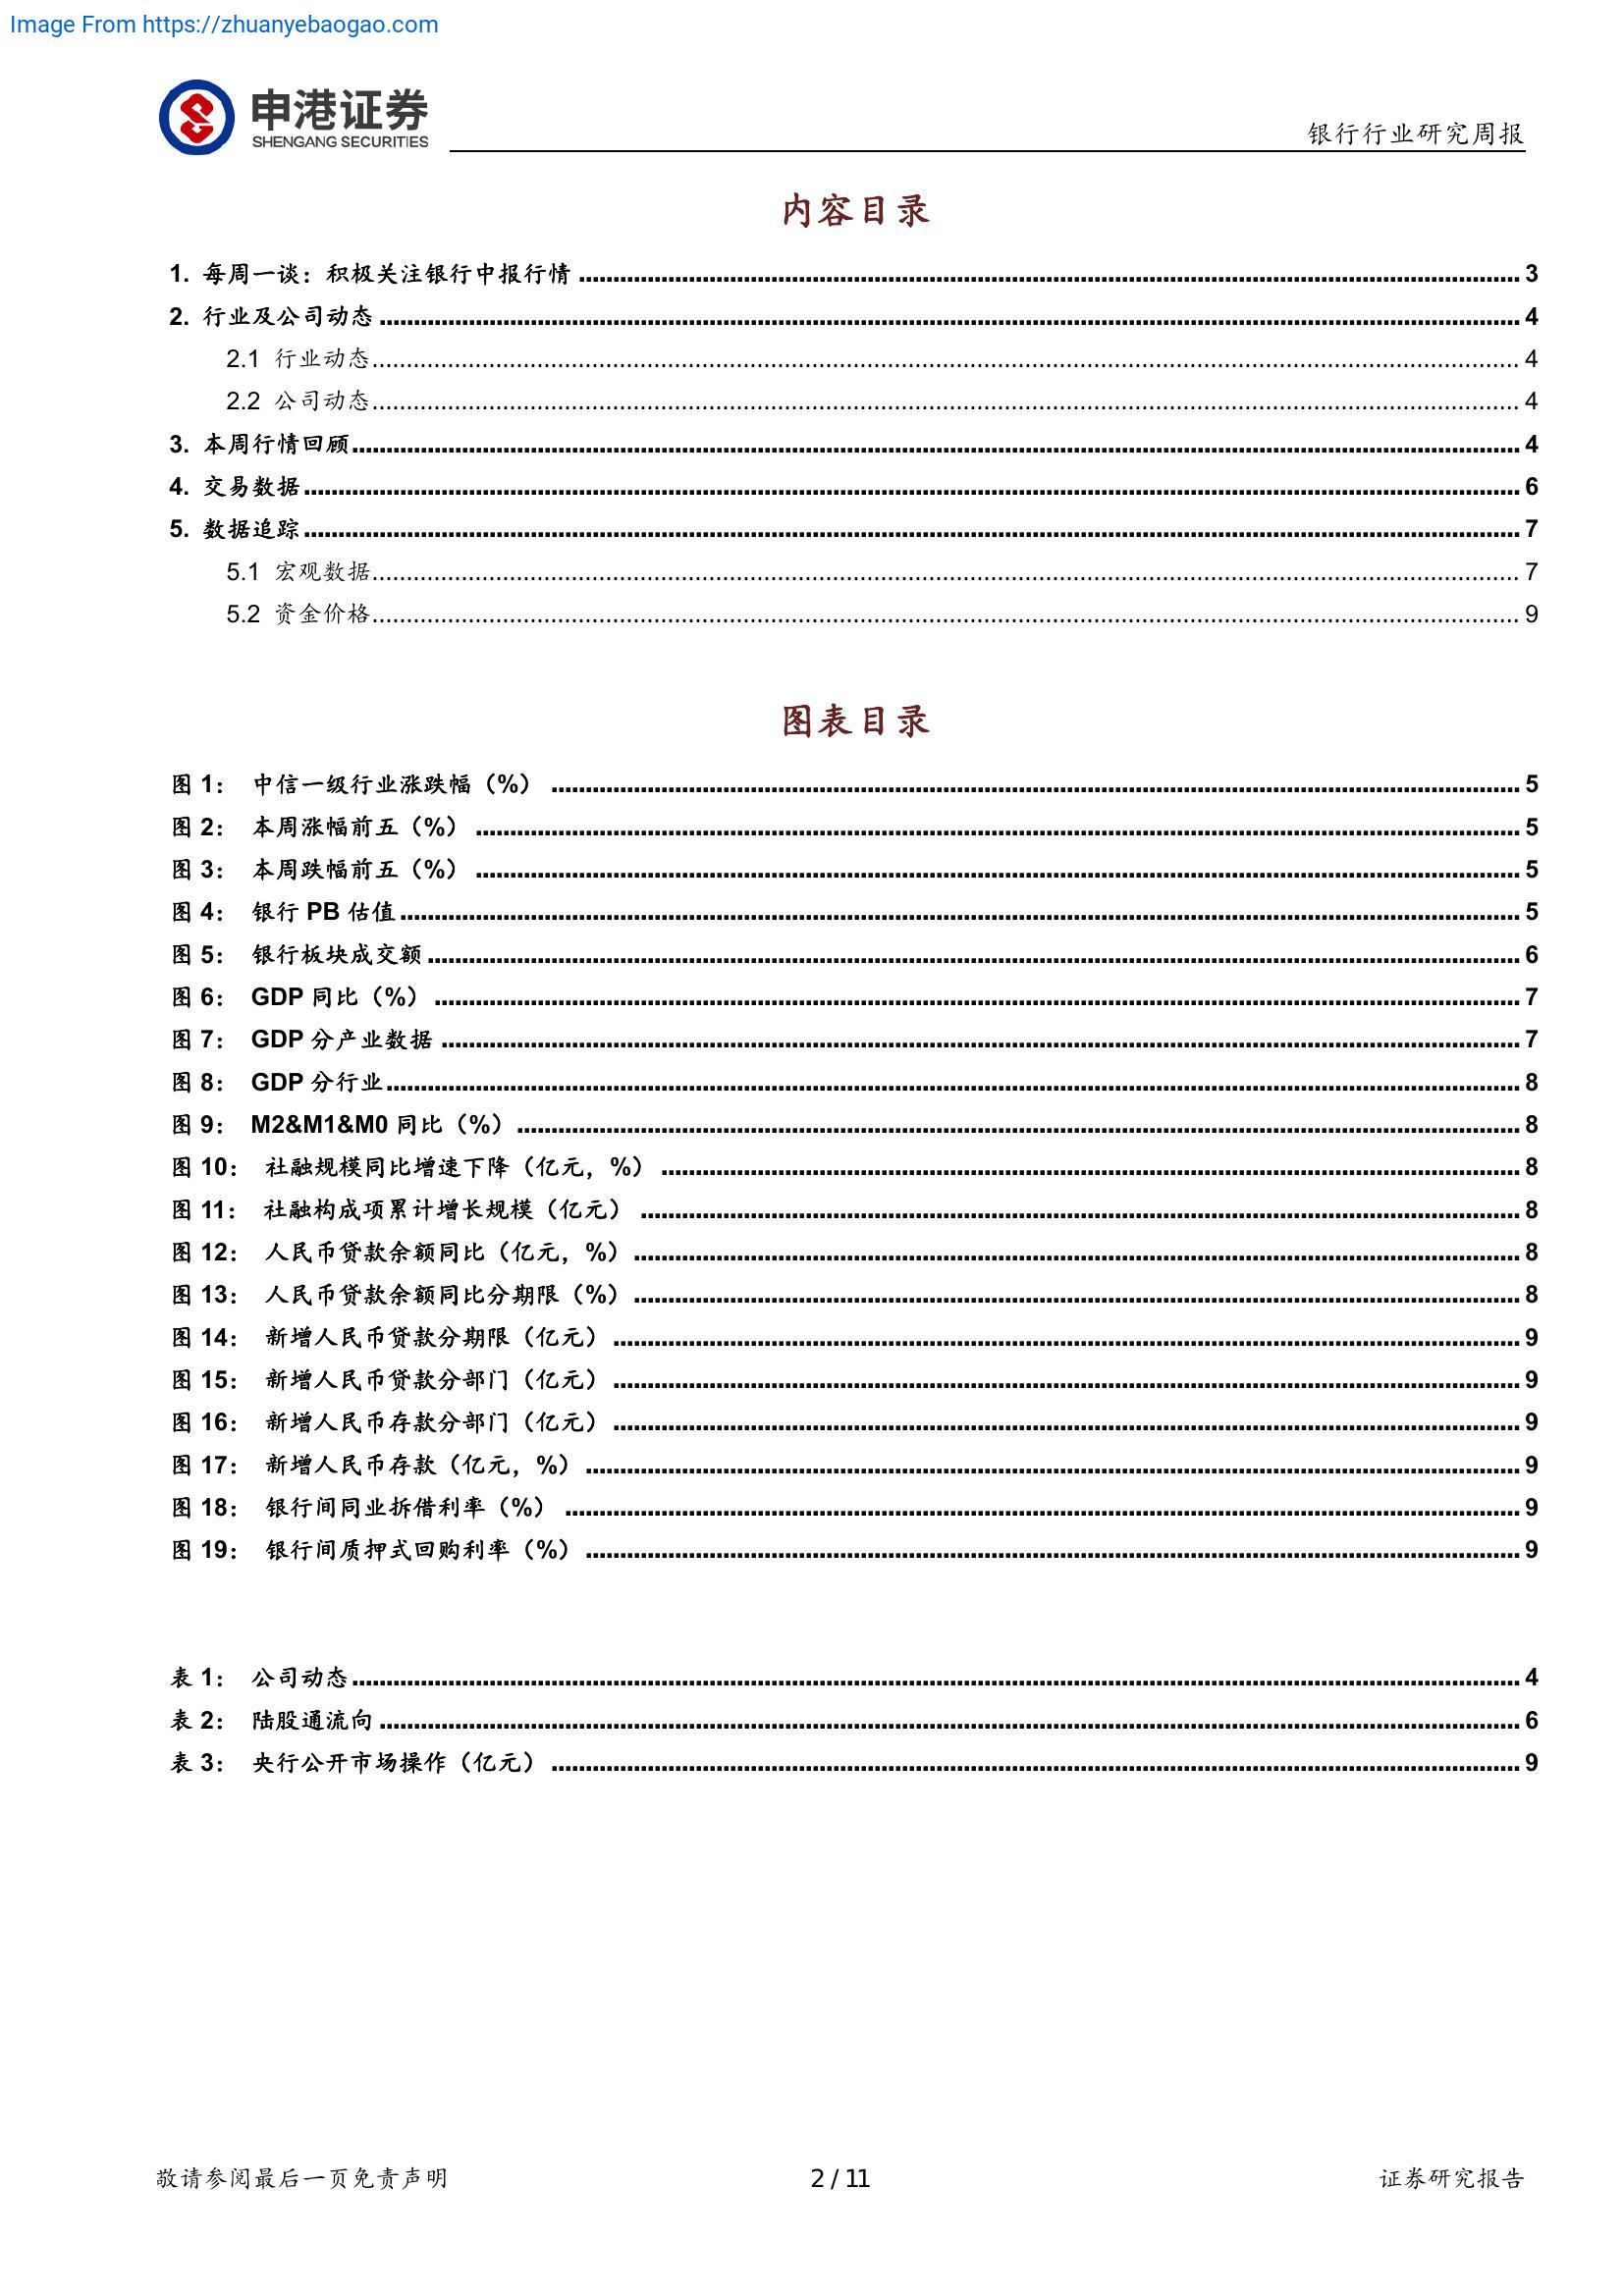 Image From https://zhuanyebaogao.com
申港证券
SHENGANG SECURITIES
银行行业研究周报
内容目录
1. 每周一谈：积极关注银行中报行情 3
2. 行业及公司动态 4
2.1 行业动态 4
2.2 公司动态 4
3. 本周行情回顾 4
4. 交易数据 6
5. 数据追踪 7
5.1 宏观数据 7
5.2 资金价格 9
图表目录
图 1： 中信一级行业涨跌幅（%） 5
图 2： 本周涨幅前五（%） 5
图 3： 本周跌幅前五（%） 5
图 4： 银行 PB 估值 5
图 5： 银行板块成交额 6
图 6： GDP 同比（%） 7
图 7： GDP 分产业数据 7
图 8： GDP 分行业 8
图 9： M2&M1&M0 同比（%） 8
图 10： 社融规模同比增速下降（亿元，%） 8
图 11： 社融构成项累计增长规模（亿元） 8
图 12： 人民币贷款余额同比（亿元，%） 8
图 13： 人民币贷款余额同比分期限（%） 8
图 14： 新增人民币贷款分期限（亿元） 9
图 15： 新增人民币贷款分部门（亿元） 9
图 16： 新增人民币存款分部门（亿元） 9
图 17： 新增人民币存款（亿元，%） 9
图 18： 银行间同业拆借利率（%） 9
图 19： 银行间质押式回购利率（%） 9
表 1： 公司动态 4
表 2： 陆股通流向 6
表 3： 央行公开市场操作（亿元） 9
敬请参阅最后一页免责声明 2 / 11 证券研究报告